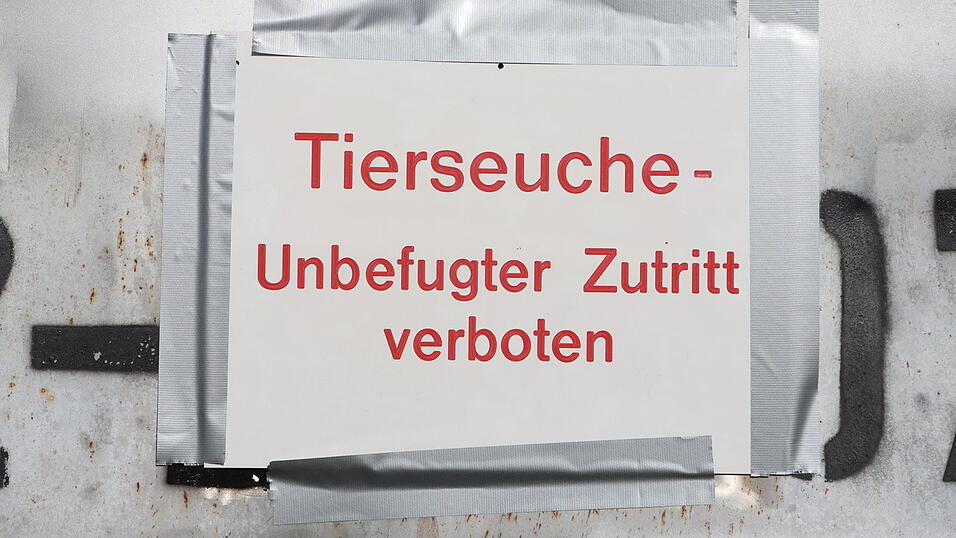 Tierseuche-
Unbefugter Zutritt
verboten